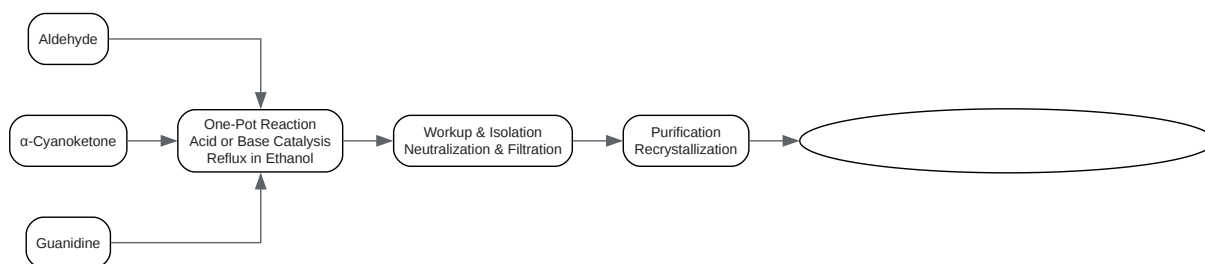 Aldehyde
α-Cyanoketone
Guanidine
One-Pot Reaction
Acid or Base Catalysis
Reflux in Ethanol
Workup & Isolation
Neutralization & Filtration
Purification
Recrystallization